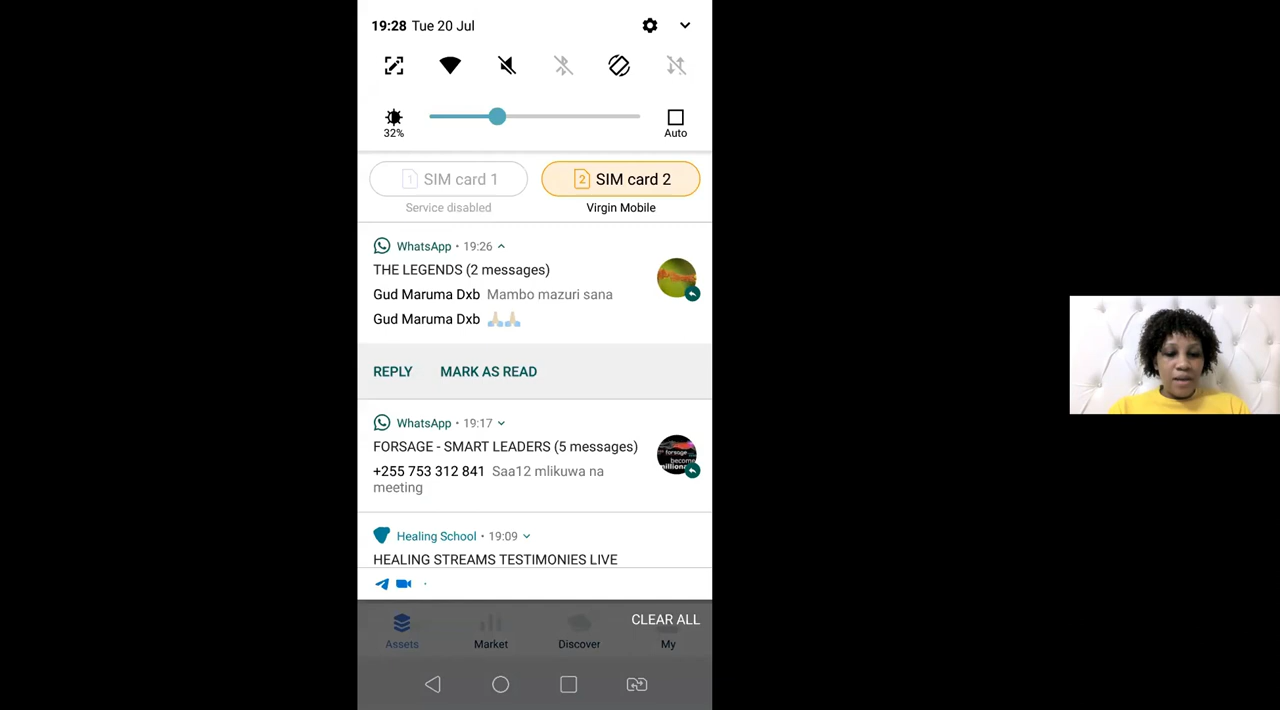 19:28 Tue 20 Jul
32%
Auto
1 SIM card 1
2 SIM card 2
Service disabled
Virgin Mobile
WhatsApp • 19:26
THE LEGENDS (2 messages)
Gud Maruma Dxb Mambo mazuri sana
Gud Maruma Dxb 🙏🏻🙏🏻
REPLY
MARK AS READ
WhatsApp • 19:17
FORSAGE - SMART LEADERS (5 messages)
+255 753 312 841 Saa12 mlikuwa na
meeting
forsage
Healing School • 19:09
HEALING STREAMS TESTIMONIES LIVE
CLEAR ALL
Assets
Market
Discover
My